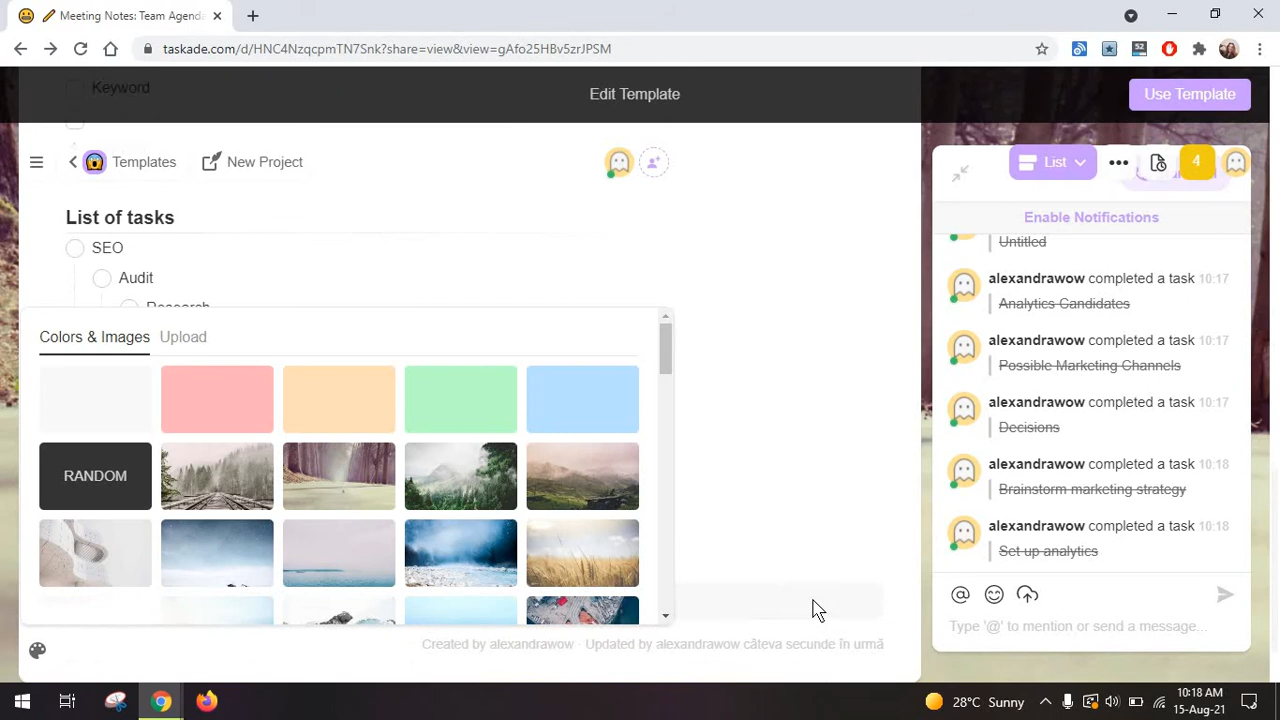 Meeting Notes: Team Agenda
taskade.com/d/HNC4NzqcpmTN7Snk?share=view&view=gAfo25HBv5zrJPSM
52
Keyword
Edit Template
Use Template
Templates
New Project
List
4
List of tasks
SEO
Audit
Research
Enable Notifications
Untitled
alexandrawow completed a task 10:17
Analytics Candidates
alexandrawow completed a task 10:17
Possible Marketing Channels
alexandrawow completed a task 10:17
Decisions
alexandrawow completed a task 10:18
Brainstorm marketing strategy
alexandrawow completed a task 10:18
Set up analytics
Type '@' to mention or send a message...
Colors & Images
Upload
RANDOM
Created by alexandrawow · Updated by alexandrawow câteva secunde în urmă
28°C Sunny
10:18 AM
15-Aug-21